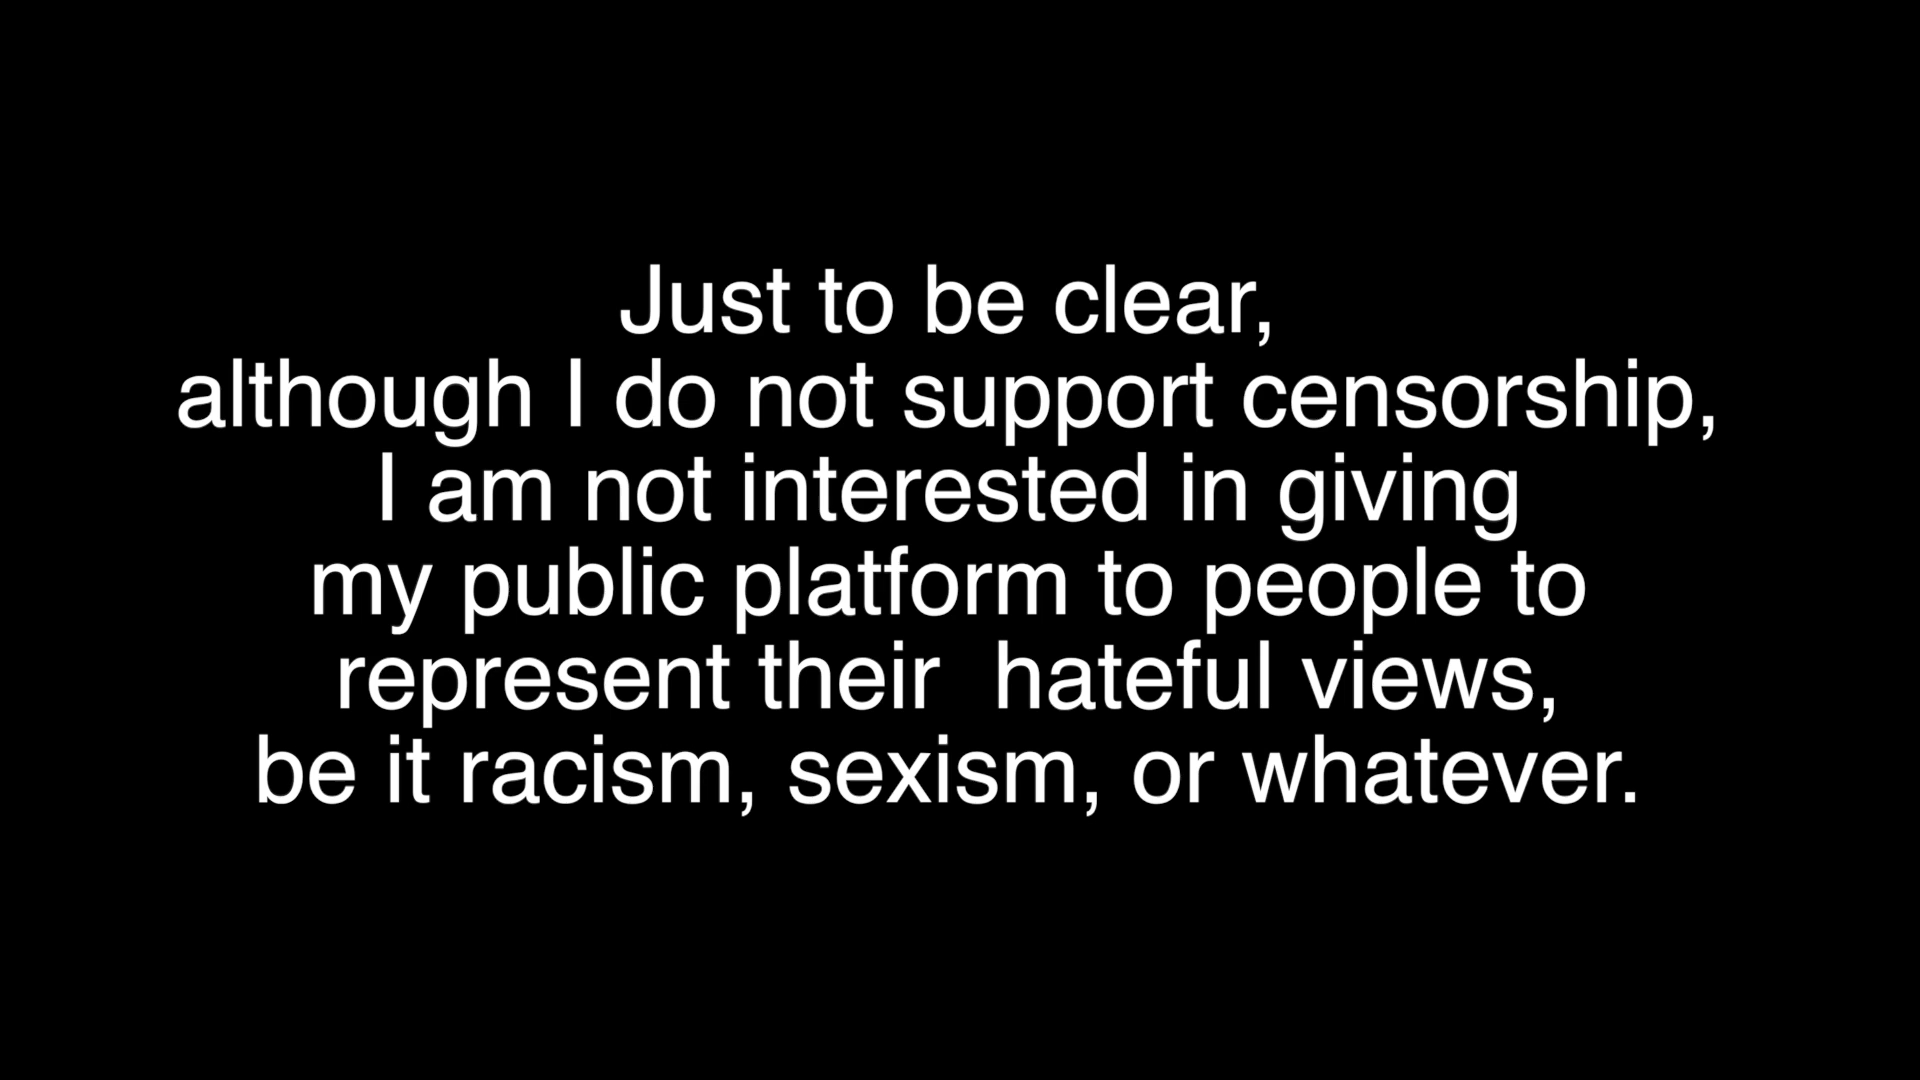 Just to be clear,
although I do not support censorship,
I am not interested in giving
my public platform to people to
represent their  hateful views,
be it racism, sexism, or whatever.